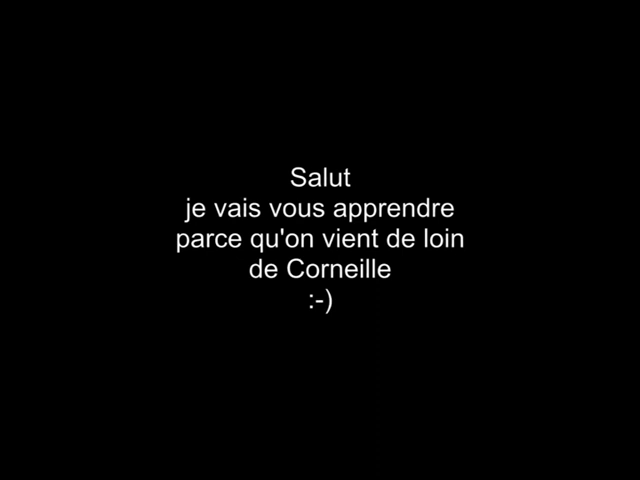 Salut
je vais vous apprendre
parce qu'on vient de loin
de Corneille
:-)